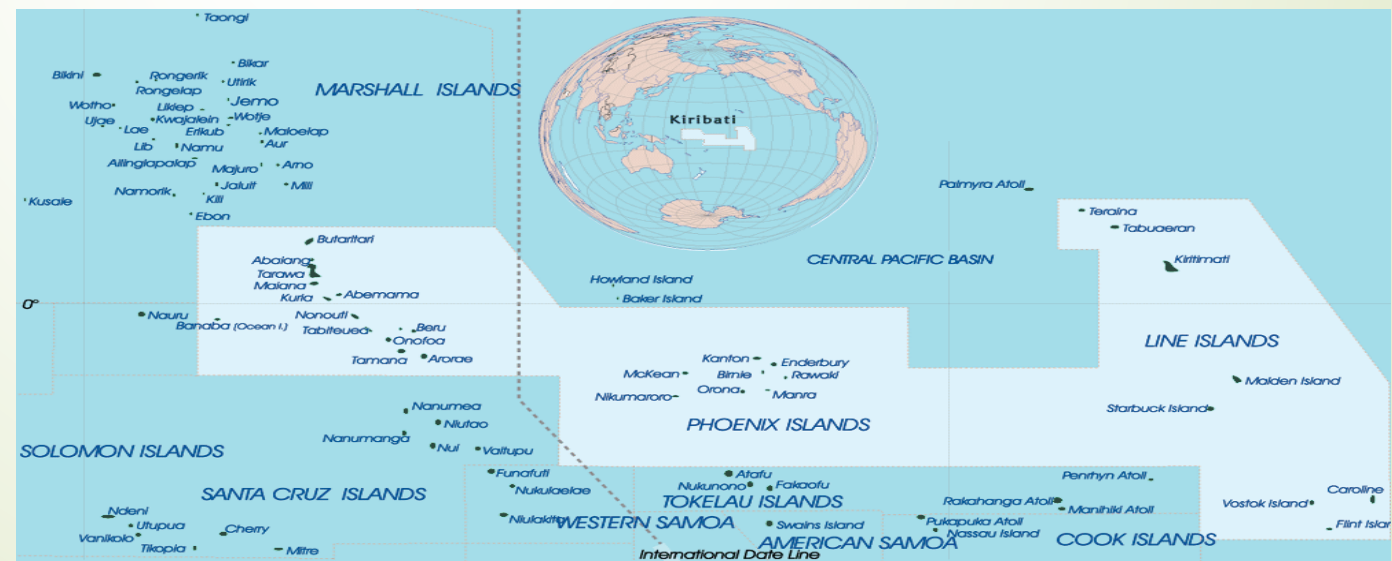 Taongi
Bikar
Bikini
Rongerik
Utirik
Rongelap
MARSHALL ISLANDS
Wotho
Likiep
Jemo
Ujae
Kwajalein
Wotje
Lae
Erikub
Maloelap
Lib
Namu
Aur
Ailinglapalap
Majuro
Arno
Namorik
Jaluit
Mili
Kusaie
Kili
Ebon
Kiribati
Palmyra Atoll
Teraina
Tabuaeran
Butaritari
Abaiang
Tarawa
Maiana
Kuria
Abemama
CENTRAL PACIFIC BASIN
Kiritimati
Howland Island
Baker Island
0°
Nauru
Banaba (Ocean I.)
Nonouti
Tabiteuea
Beru
Onofoa
Tamana
Arorae
LINE ISLANDS
Kanton
Enderbury
McKean
Birnie
Rawaki
Nikumaroro
Orona
Manra
Malden Island
Starbuck Island
PHOENIX ISLANDS
Nanumea
Niutao
Nanumanga
Nui
Vaitupu
SOLOMON ISLANDS
Funafuti
Nukulaelae
Atafu
Nukunono
Fakaofu
TOKELAU ISLANDS
Penrhyn Atoll
Rakahanga Atoll
Manihiki Atoll
Caroline
Vostok Island
SANTA CRUZ ISLANDS
Ndeni
Utupua
Vanikolo
Cherry
Tikopia
Mitre
Niulakita
WESTERN SAMOA
Swains Island
Pukapuka Atoll
Nassau Island
AMERICAN SAMOA
COOK ISLANDS
Flint Islan
International Date Line